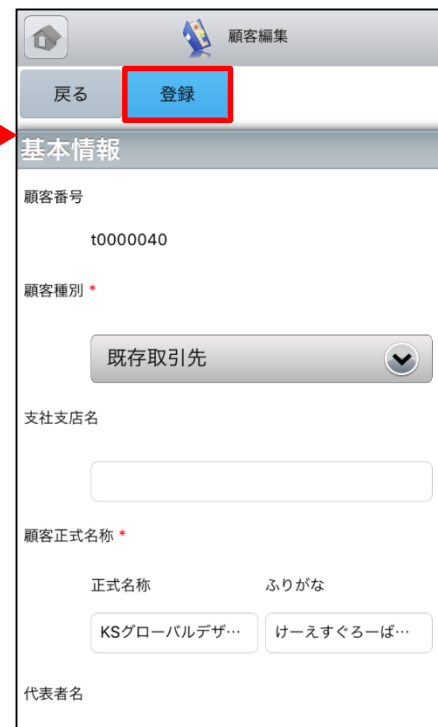 顧客編集
戻る 登録
基本情報
顧客番号
t0000040
顧客種別 *
既存取引先
支社支店名
顧客正式名称 *
正式名称 ふりがな
KSグローバルデザ… けーえすぐろーば…
代表者名